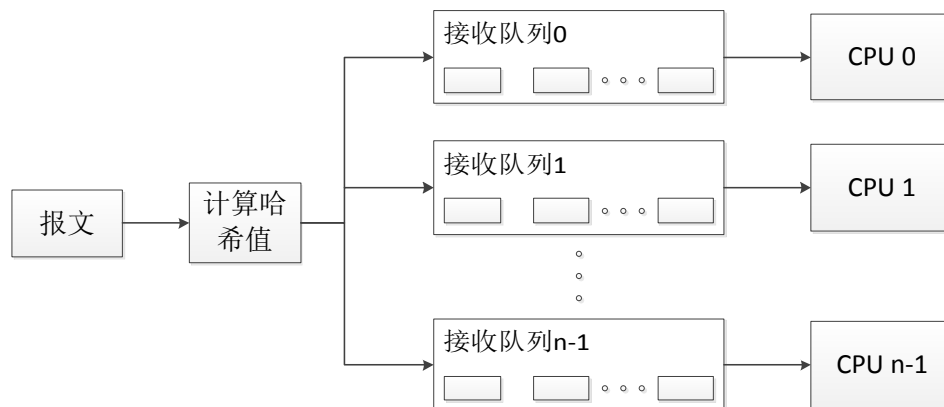 报文
计算哈
希值
接收队列0
CPU 0
接收队列1
CPU 1
接收队列n-1
CPU n-1